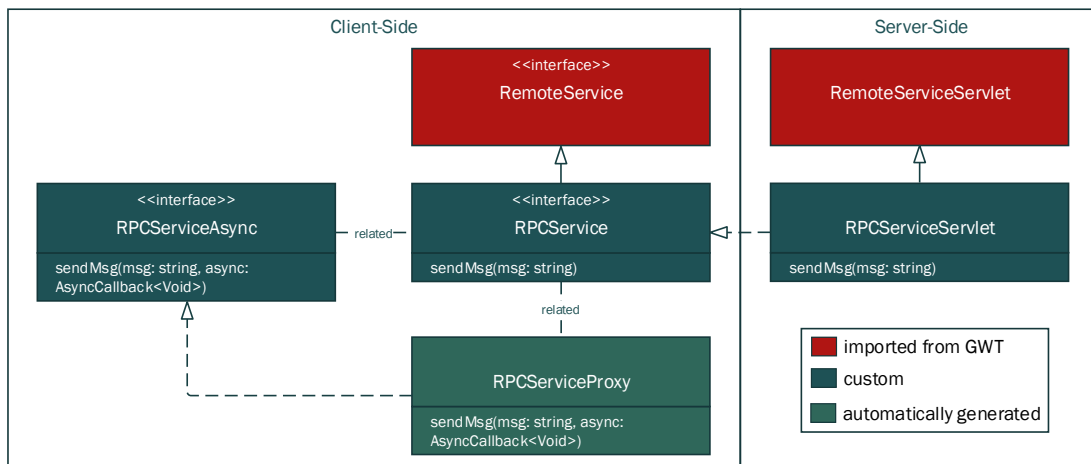 Client-Side
Server-Side
<<interface>>
RemoteService
RemoteServiceServlet
<<interface>>
RPCServiceAsync
sendMsg(msg: string, async:
AsyncCallback<Void>)
related
<<interface>>
RPCService
sendMsg(msg: string)
RPCServiceServlet
sendMsg(msg: string)
related
RPCServiceProxy
sendMsg(msg: string, async:
AsyncCallback<Void>)
imported from GWT
custom
automatically generated